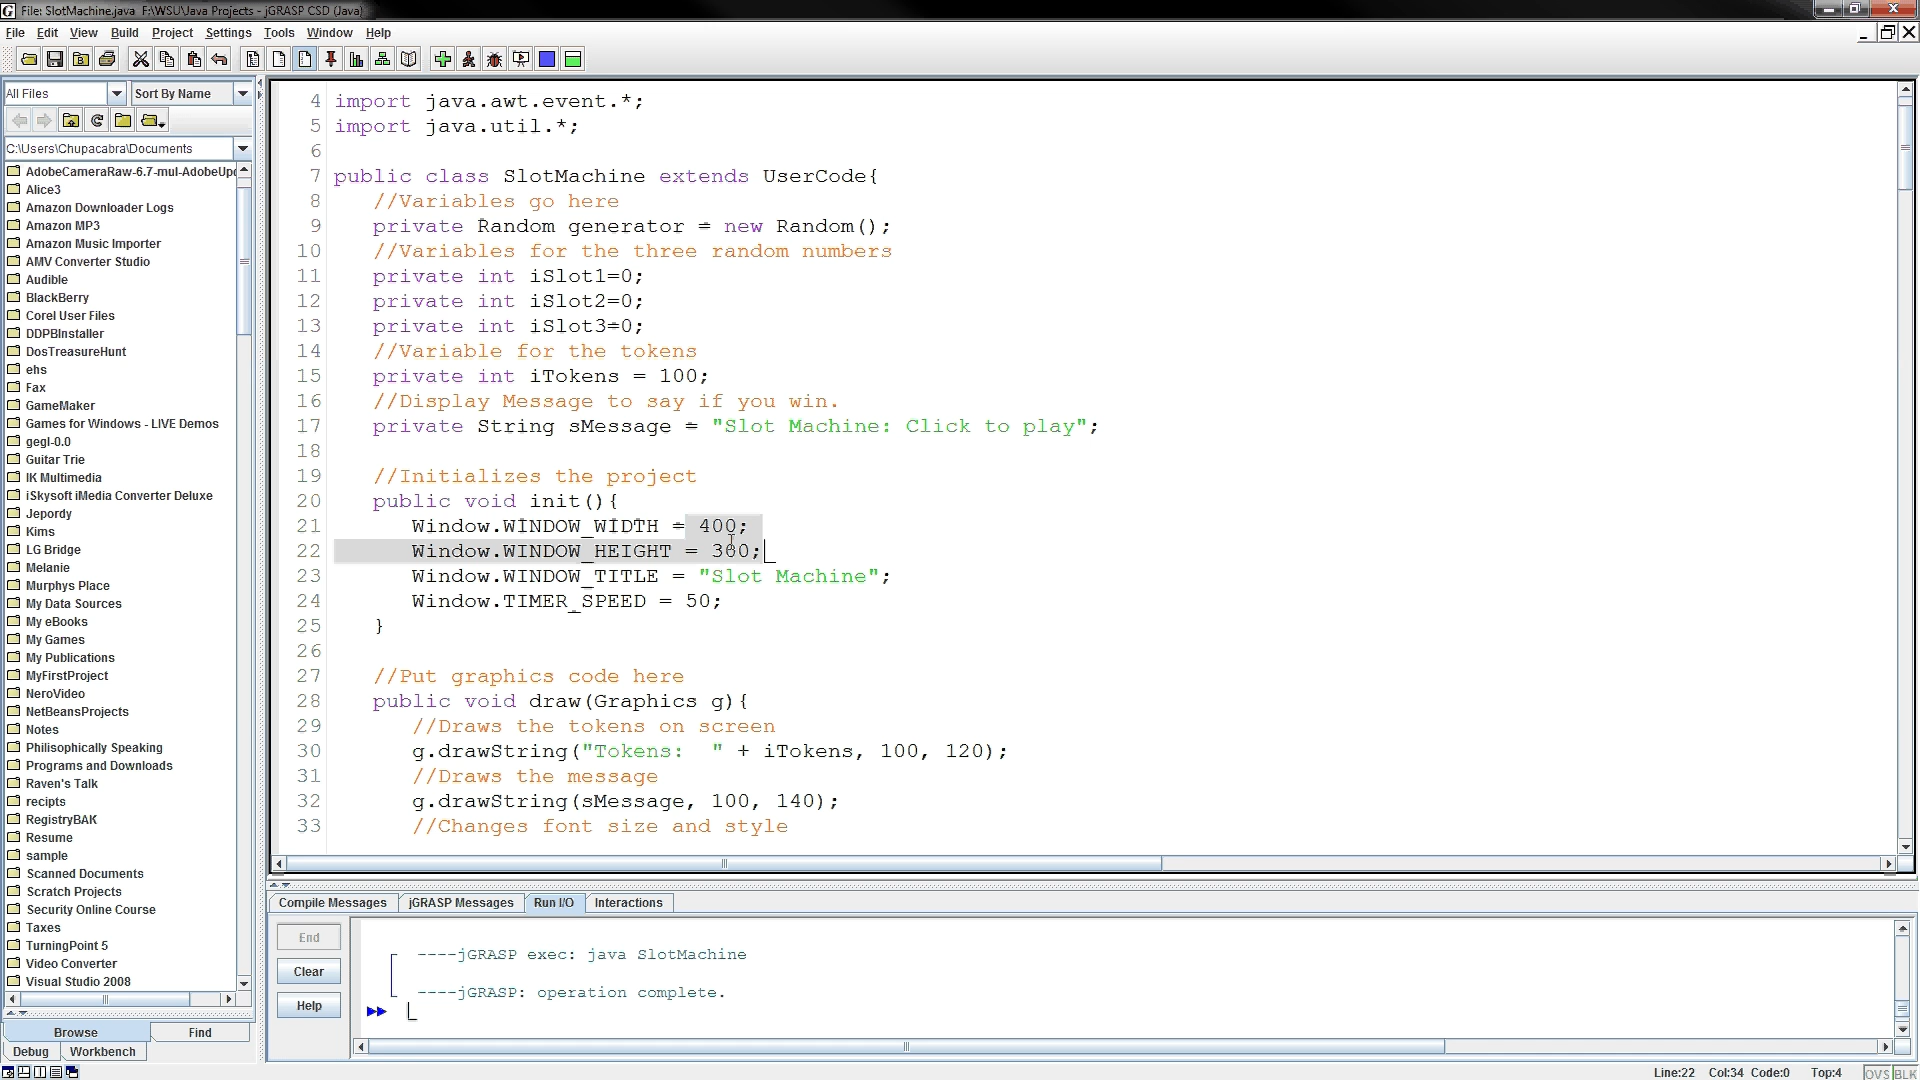 File: SlotMachine.java  F:\WSU\Java Projects - jGRASP CSD (Java)
File Edit View Build Project Settings Tools Window Help
All Files
Sort By Name
C:\Users\Chupacabra\Documents
AdobeCameraRaw-6.7-mul-AdobeUp
Alice3
Amazon Downloader Logs
Amazon MP3
Amazon Music Importer
AMV Converter Studio
Audible
BlackBerry
Corel User Files
DDPBInstaller
DosTreasureHunt
ehs
Fax
GameMaker
Games for Windows - LIVE Demos
gegl-0.0
Guitar Trie
IK Multimedia
iSkysoft iMedia Converter Deluxe
Jepordy
Kims
LG Bridge
Melanie
Murphys Place
My Data Sources
My eBooks
My Games
My Publications
MyFirstProject
NeroVideo
NetBeansProjects
Notes
Philisophically Speaking
Programs and Downloads
Raven's Talk
recipts
RegistryBAK
Resume
sample
Scanned Documents
Scratch Projects
Security Online Course
Taxes
TurningPoint 5
Video Converter
Visual Studio 2008
Browse
Find
Debug
Workbench
4 import java.awt.event.*;
5 import java.util.*;
6
7 public class SlotMachine extends UserCode{
8 //Variables go here
9 private Random generator = new Random();
10 //Variables for the three random numbers
11 private int iSlot1=0;
12 private int iSlot2=0;
13 private int iSlot3=0;
14 //Variable for the tokens
15 private int iTokens = 100;
16 //Display Message to say if you win.
17 private String sMessage = "Slot Machine: Click to play";
18
19 //Initializes the project
20 public void init(){
21 Window.WINDOW_WIDTH = 400;
22 Window.WINDOW_HEIGHT = 300;
23 Window.WINDOW_TITLE = "Slot Machine";
24 Window.TIMER_SPEED = 50;
25 }
26
27 //Put graphics code here
28 public void draw(Graphics g){
29 //Draws the tokens on screen
30 g.drawString("Tokens:  " + iTokens, 100, 120);
31 //Draws the message
32 g.drawString(sMessage, 100, 140);
33 //Changes font size and style
Compile Messages
jGRASP Messages
Run I/O
Interactions
End
Clear
Help
----jGRASP exec: java SlotMachine
----jGRASP: operation complete.
Line:22 Col:34 Code:0 Top:4 OVS BLK